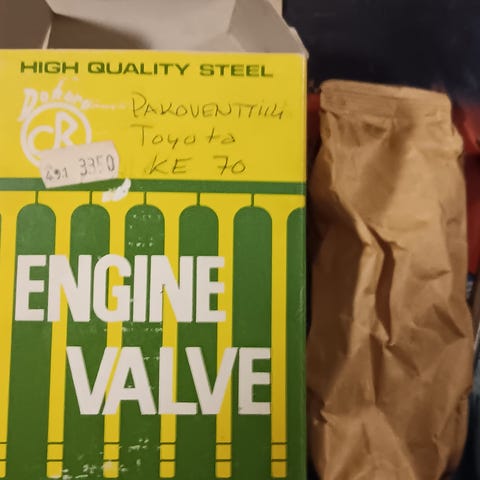 HIGH QUALITY STEEL
PAKOVENTTIILI
Toyota
KE 70
CR
491 3350
ENGINE
VALVE